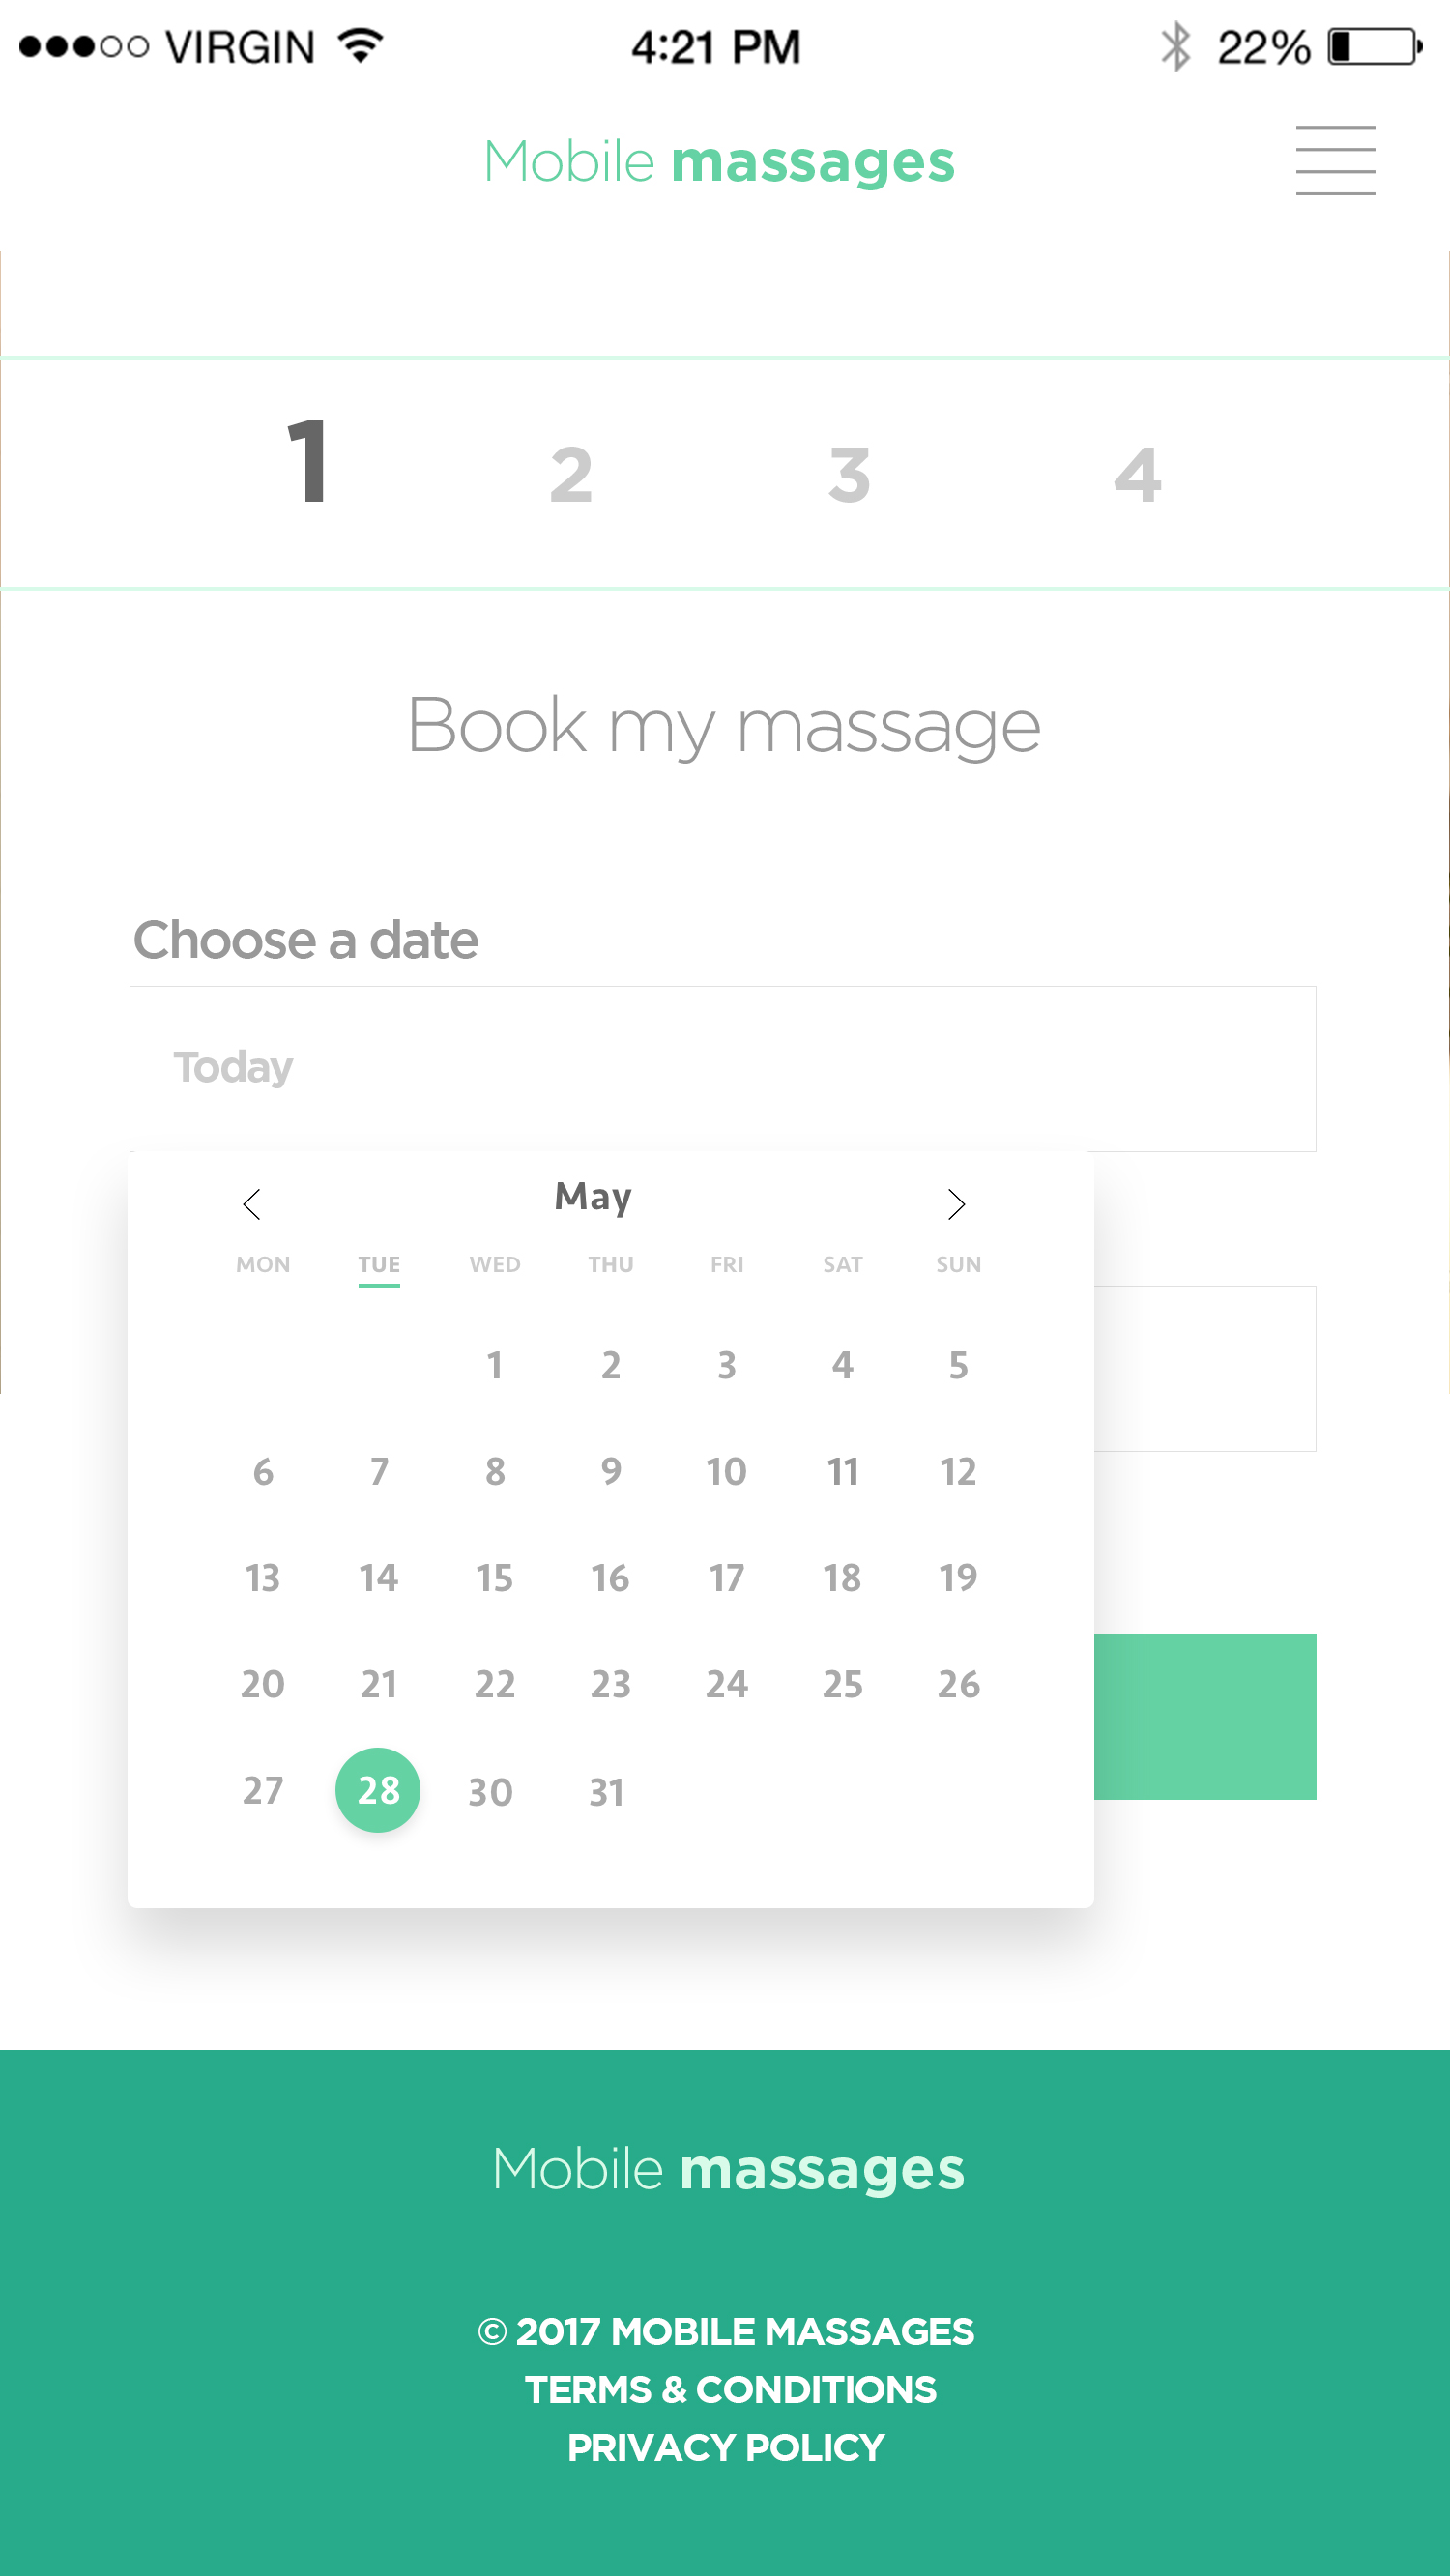 VIRGIN 4:21 PM 22%
Mobile massages
1 2 3 4
Book my massage
Choose a date
Today
May
MON TUE WED THU FRI SAT SUN
1 2 3 4 5
6 7 8 9 10 11 12
13 14 15 16 17 18 19
20 21 22 23 24 25 26
27 28 30 31
Mobile massages
© 2017 MOBILE MASSAGES
TERMS & CONDITIONS
PRIVACY POLICY